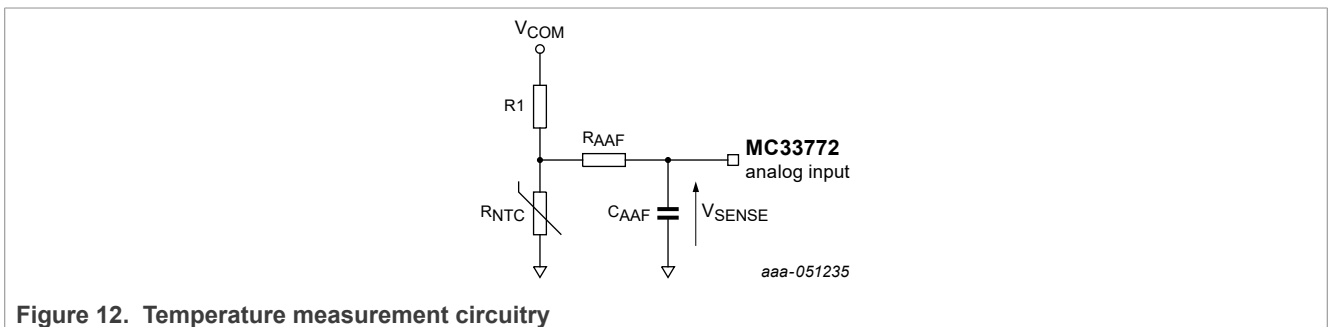 VCOM
R1
RAAF
MC33772
analog input
RNTC
CAAF
VSENSE
aaa-051235
Figure 12. Temperature measurement circuitry